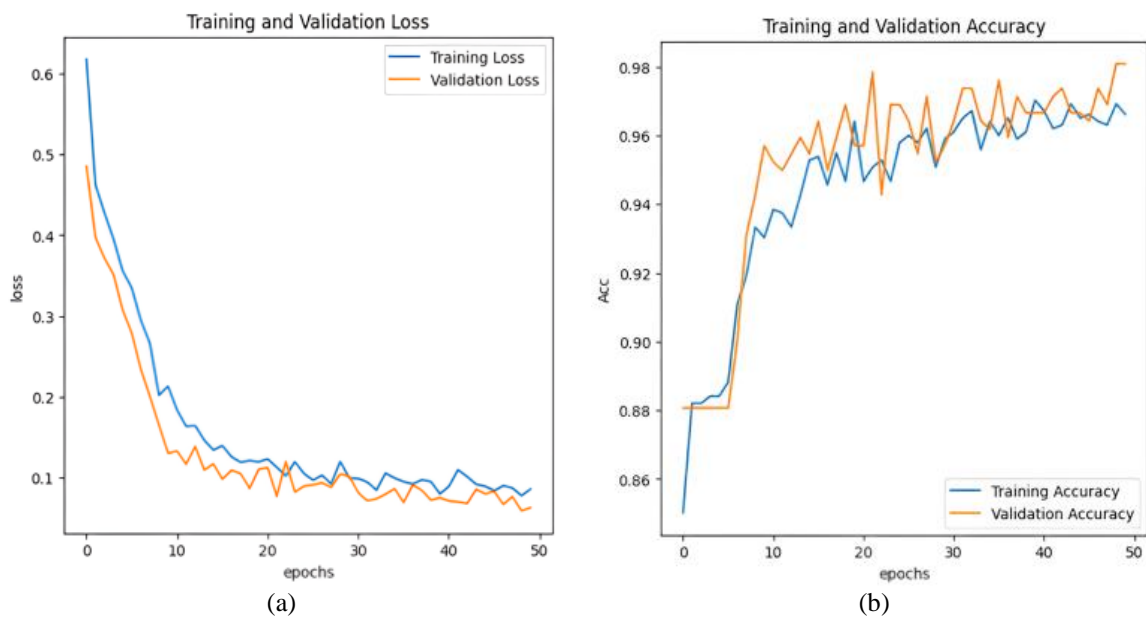 Training and Validation Loss
Training Loss
Validation Loss
0.6
0.5
0.4
0.3
0.2
0.1
loss
0
10
20
30
40
50
epochs
(a)
Training and Validation Accuracy
0.98
0.96
0.94
0.92
0.90
0.88
0.86
Acc
Training Accuracy
Validation Accuracy
0
10
20
30
40
50
epochs
(b)